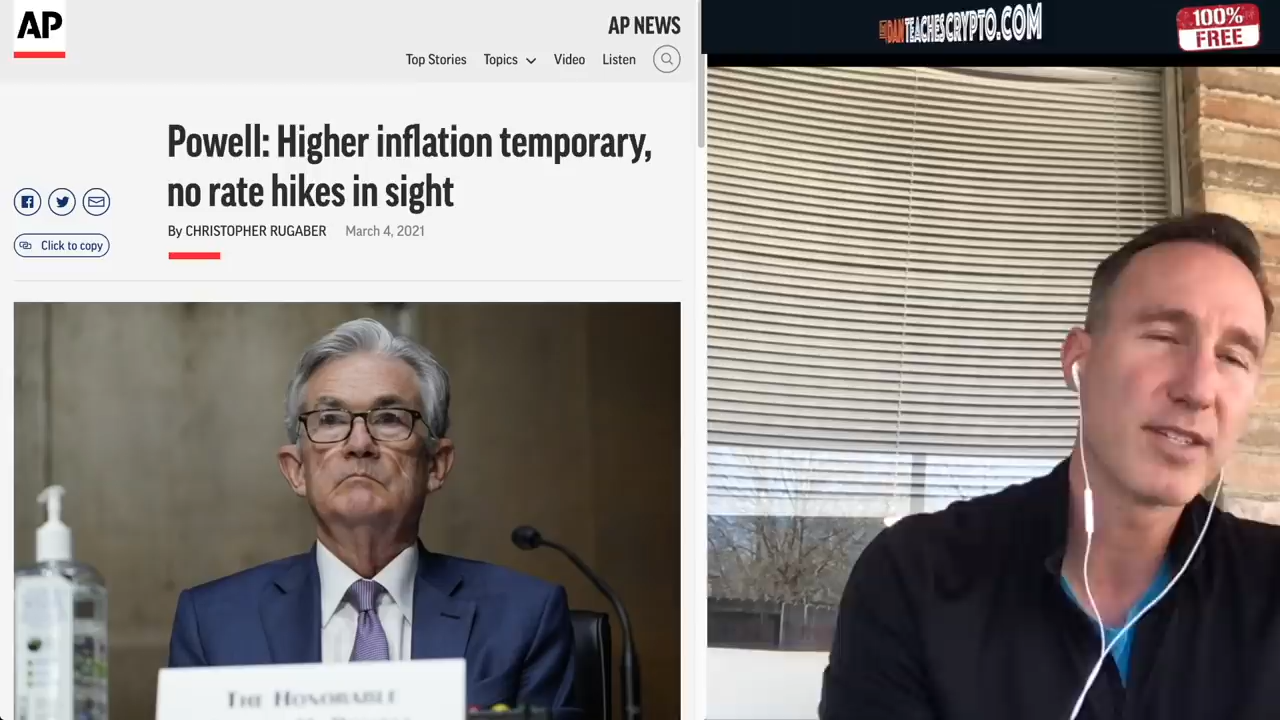 AP
AP NEWS
Top Stories Topics Video Listen
Powell: Higher inflation temporary,
no rate hikes in sight
By CHRISTOPHER RUGABER March 4, 2021
Click to copy
THE HONORABLE
DANTEACHESCRYPTO.COM
100%
FREE